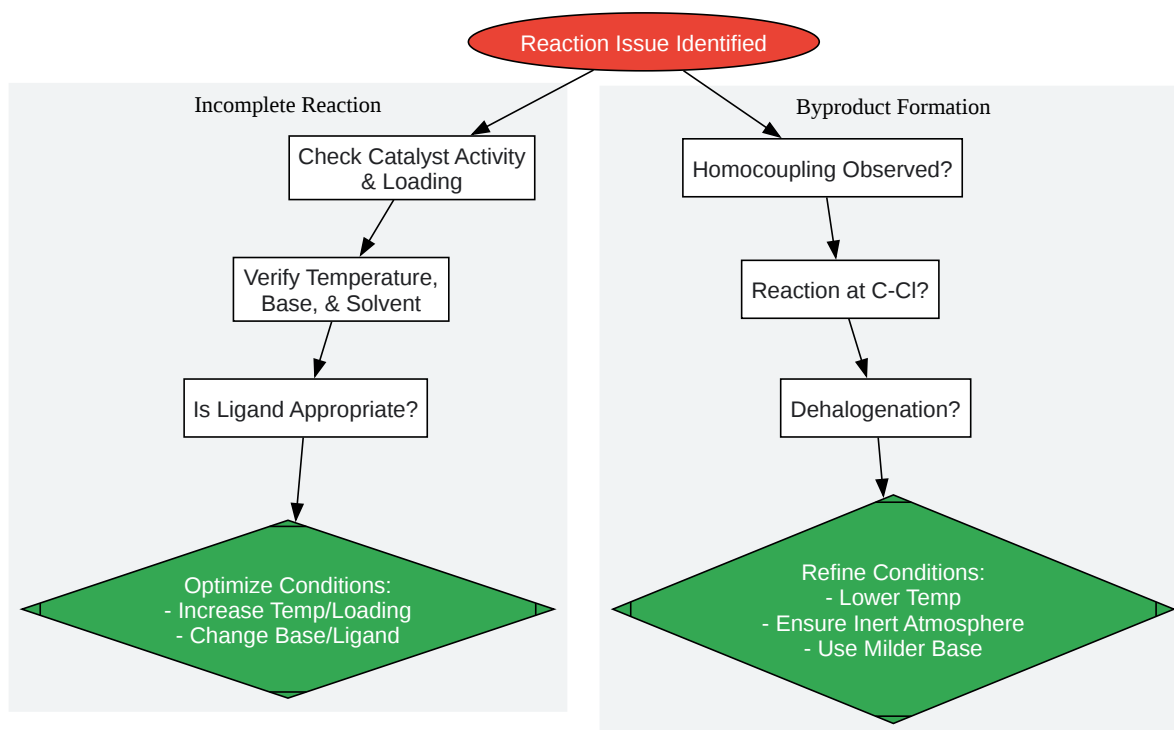 Reaction Issue Identified
Incomplete Reaction
Check Catalyst Activity
& Loading
Verify Temperature,
Base, & Solvent
Is Ligand Appropriate?
Optimize Conditions:
- Increase Temp/Loading
- Change Base/Ligand
Byproduct Formation
Homocoupling Observed?
Reaction at C-Cl?
Dehalogenation?
Refine Conditions:
- Lower Temp
- Ensure Inert Atmosphere
- Use Milder Base